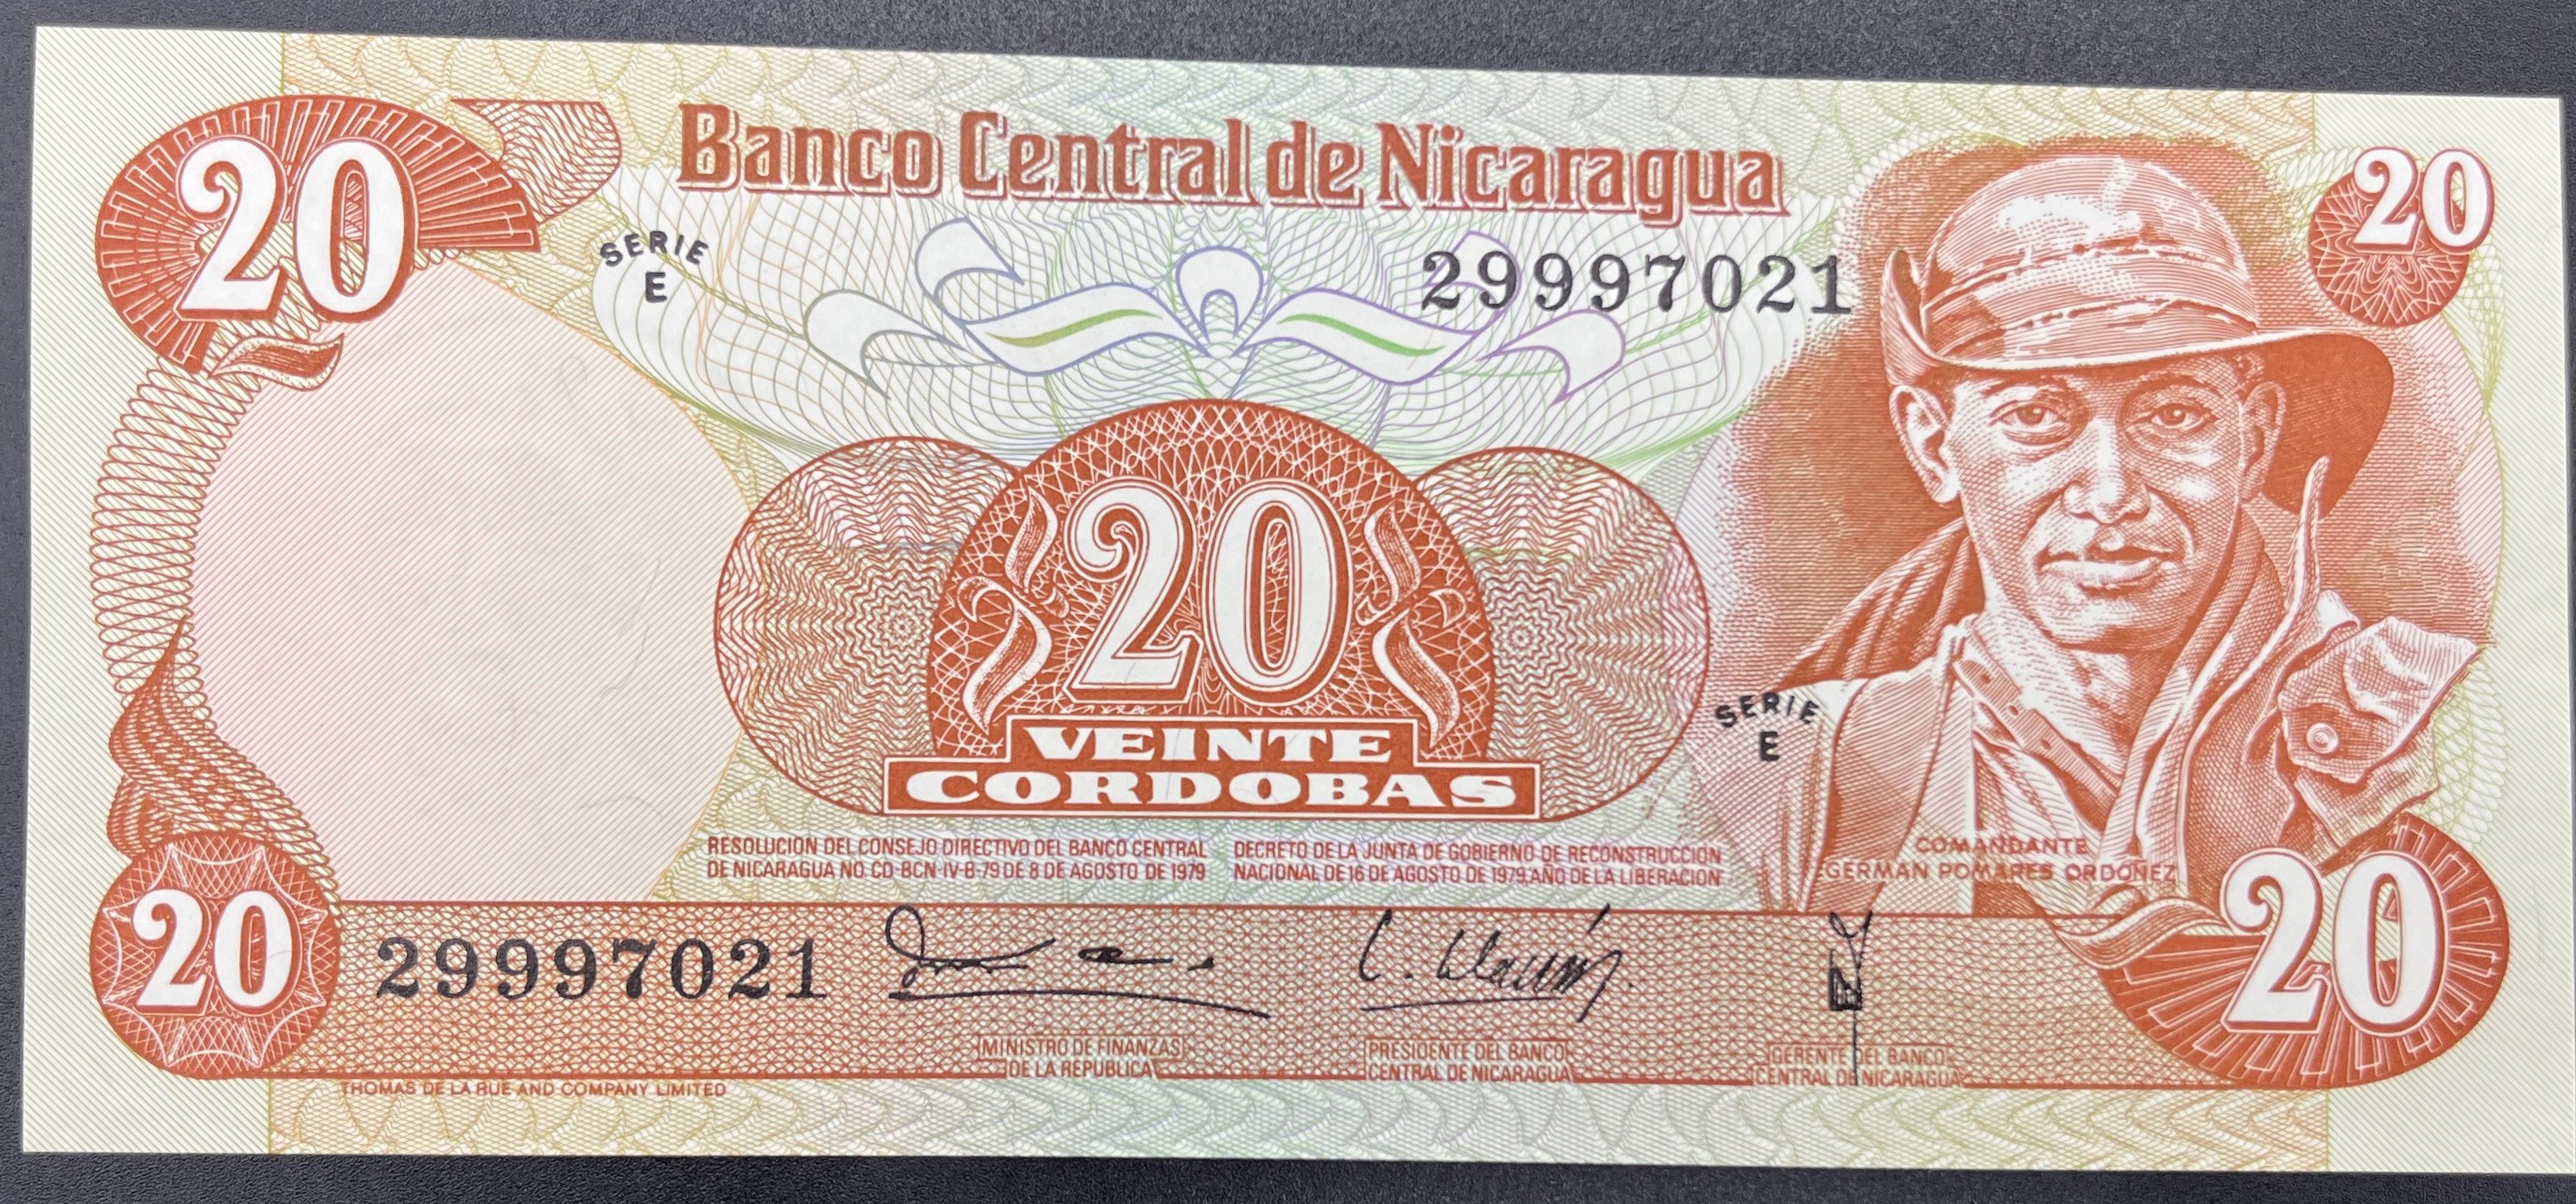 20
Banco Central de Nicaragua
20
SERIE
E
29997021
20
SERIE
E
VEINTE
CORDOBAS
RESOLUCION DEL CONSEJO DIRECTIVO DEL BANCO CENTRAL
DE NICARAGUA NO. CD-BCN-IV-B-79 DE 8 DE AGOSTO DE 1979
DECRETO DE LA JUNTA DE GOBIERNO DE RECONSTRUCCION
NACIONAL DE 16 DE AGOSTO DE 1979, AÑO DE LA LIBERACION
COMANDANTE
GERMAN POMARES ORDOÑEZ
20
29997021
20
MINISTRO DE FINANZAS
DE LA REPUBLICA
PRESIDENTE DEL BANCO
CENTRAL DE NICARAGUA
GERENTE DEL BANCO
CENTRAL DE NICARAGUA
THOMAS DE LA RUE AND COMPANY LIMITED